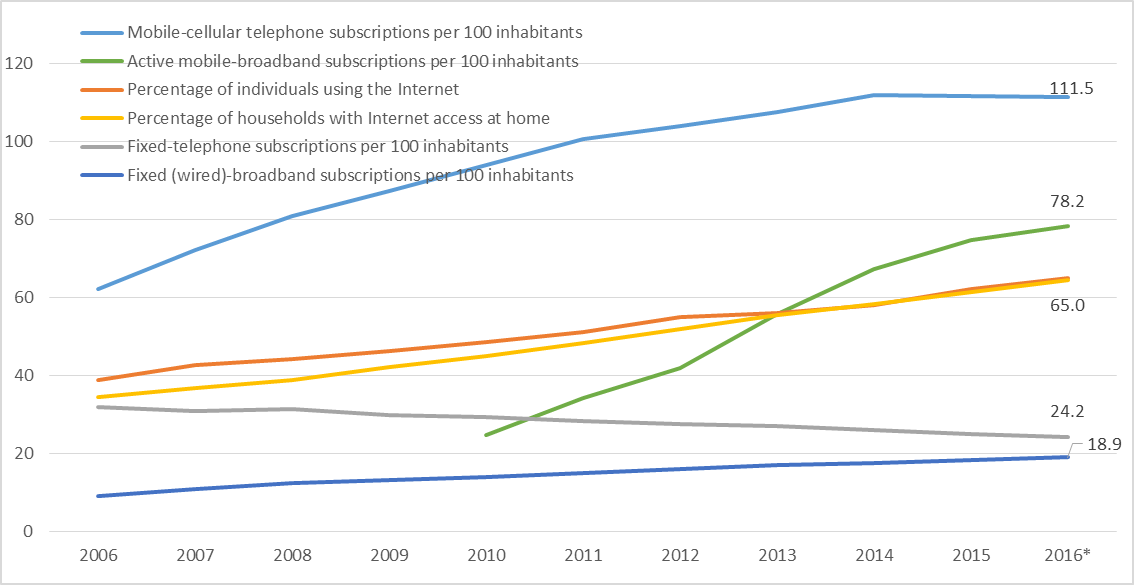 Mobile-cellular telephone subscriptions per 100 inhabitants
Active mobile-broadband subscriptions per 100 inhabitants
Percentage of individuals using the Internet
Percentage of households with Internet access at home
Fixed-telephone subscriptions per 100 inhabitants
Fixed (wired)-broadband subscriptions per 100 inhabitants
120
100
80
60
40
20
0
111.5
78.2
65.0
24.2
18.9
2006 2007 2008 2009 2010 2011 2012 2013 2014 2015 2016*